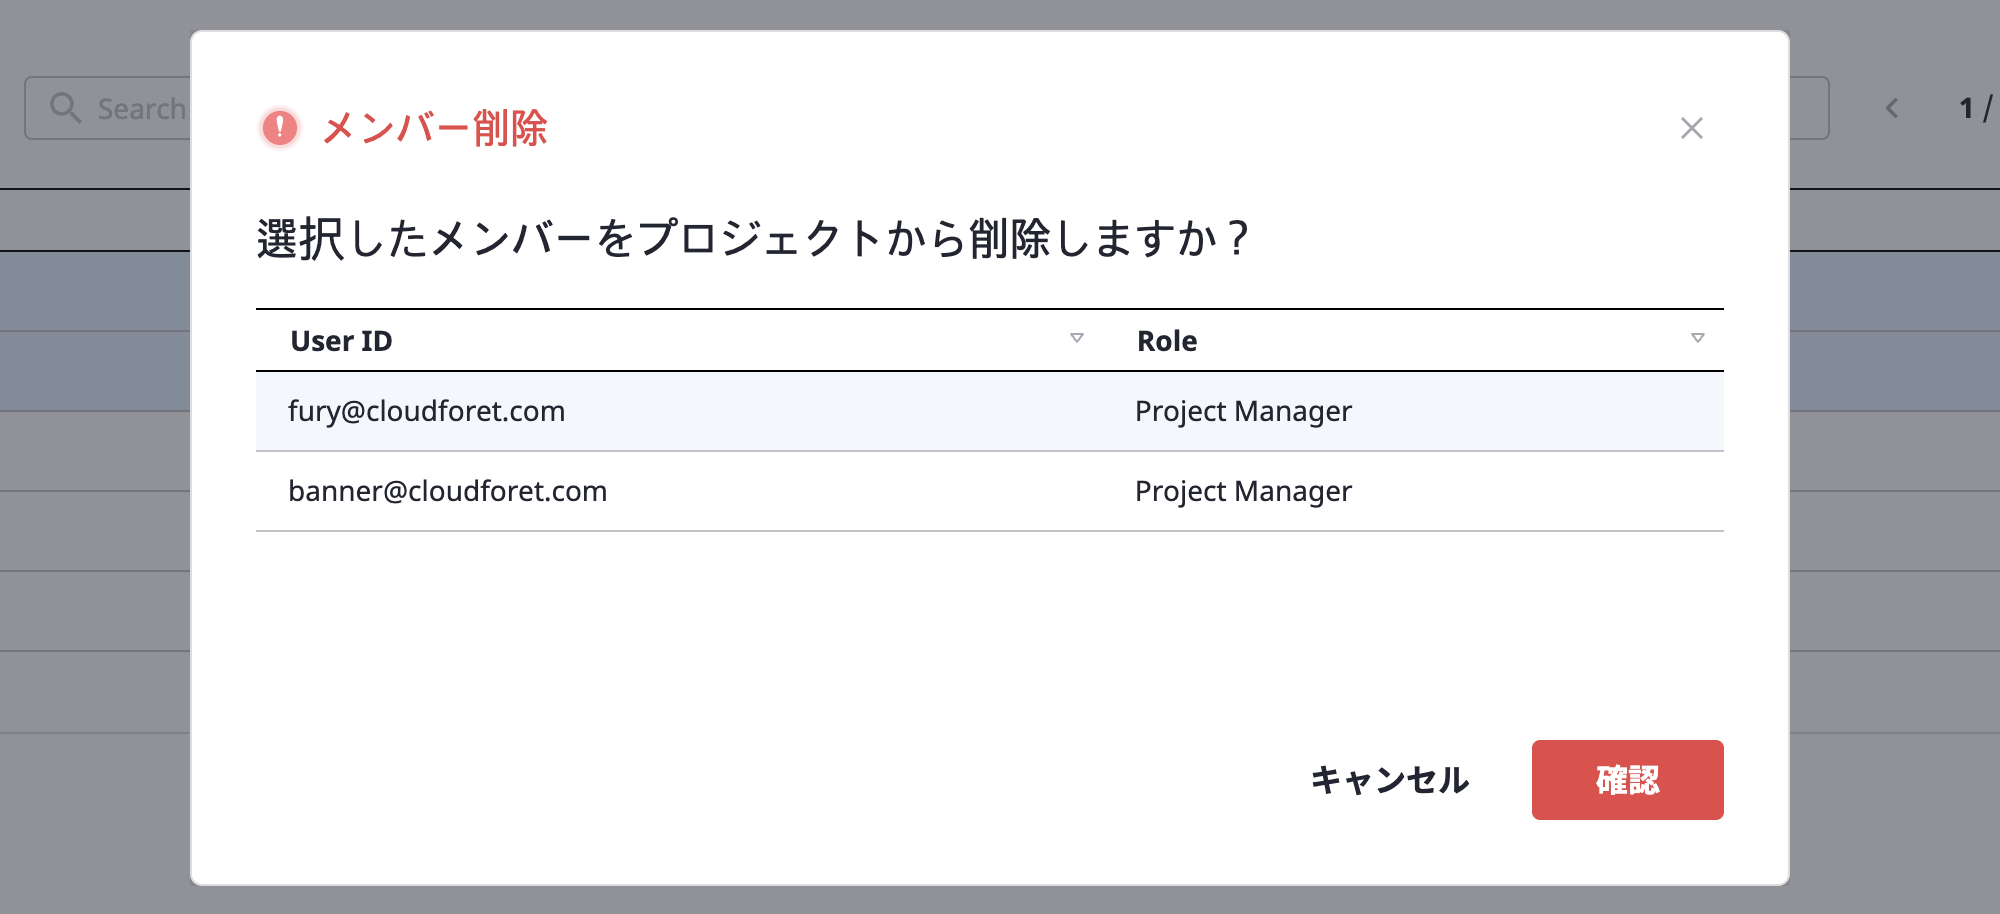 Search
1 /
メンバー削除
選択したメンバーをプロジェクトから削除しますか？
User ID Role
fury@cloudforet.com Project Manager
banner@cloudforet.com Project Manager
キャンセル 確認